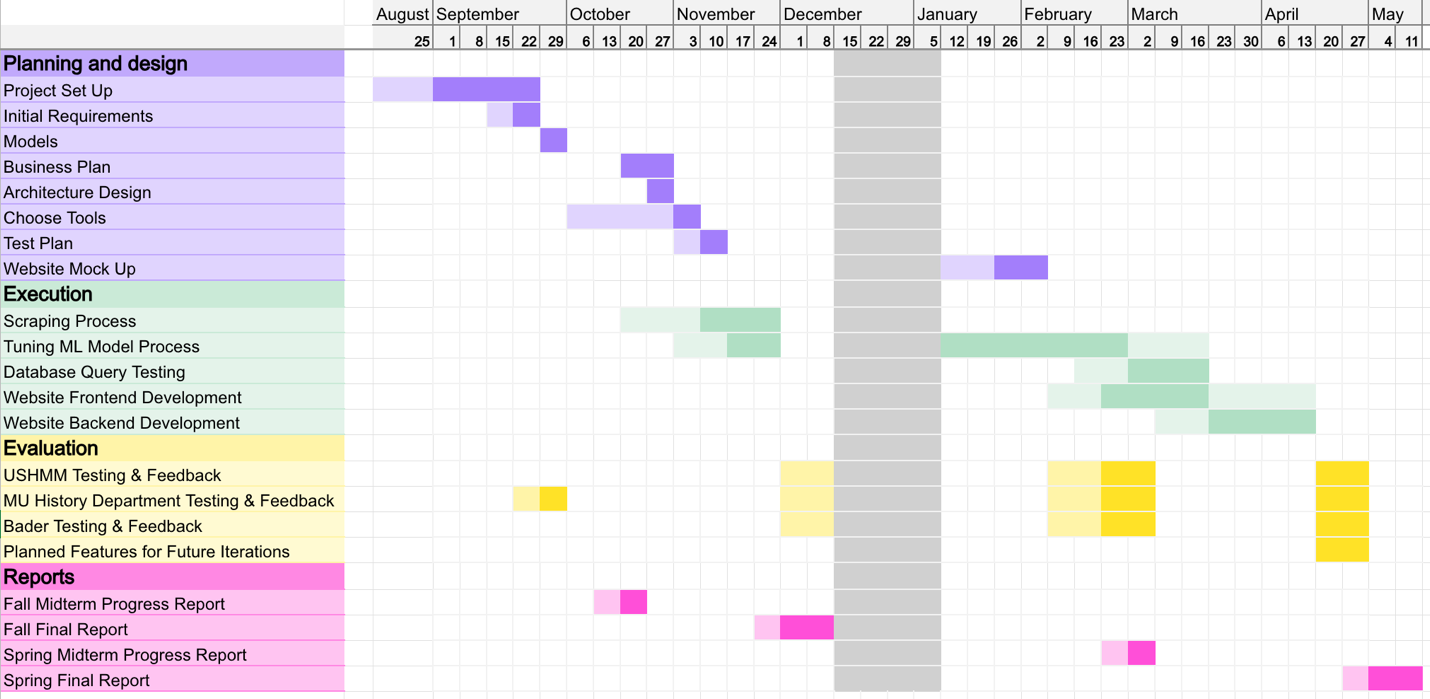 August September October November December January February March April May
25 1 8 15 22 29 6 13 20 27 3 10 17 24 1 8 15 22 29 5 12 19 26 2 9 16 23 2 9 16 23 30 6 13 20 27 4 11
Planning and design
Project Set Up
Initial Requirements
Models
Business Plan
Architecture Design
Choose Tools
Test Plan
Website Mock Up
Execution
Scraping Process
Tuning ML Model Process
Database Query Testing
Website Frontend Development
Website Backend Development
Evaluation
USHMM Testing & Feedback
MU History Department Testing & Feedback
Bader Testing & Feedback
Planned Features for Future Iterations
Reports
Fall Midterm Progress Report
Fall Final Report
Spring Midterm Progress Report
Spring Final Report